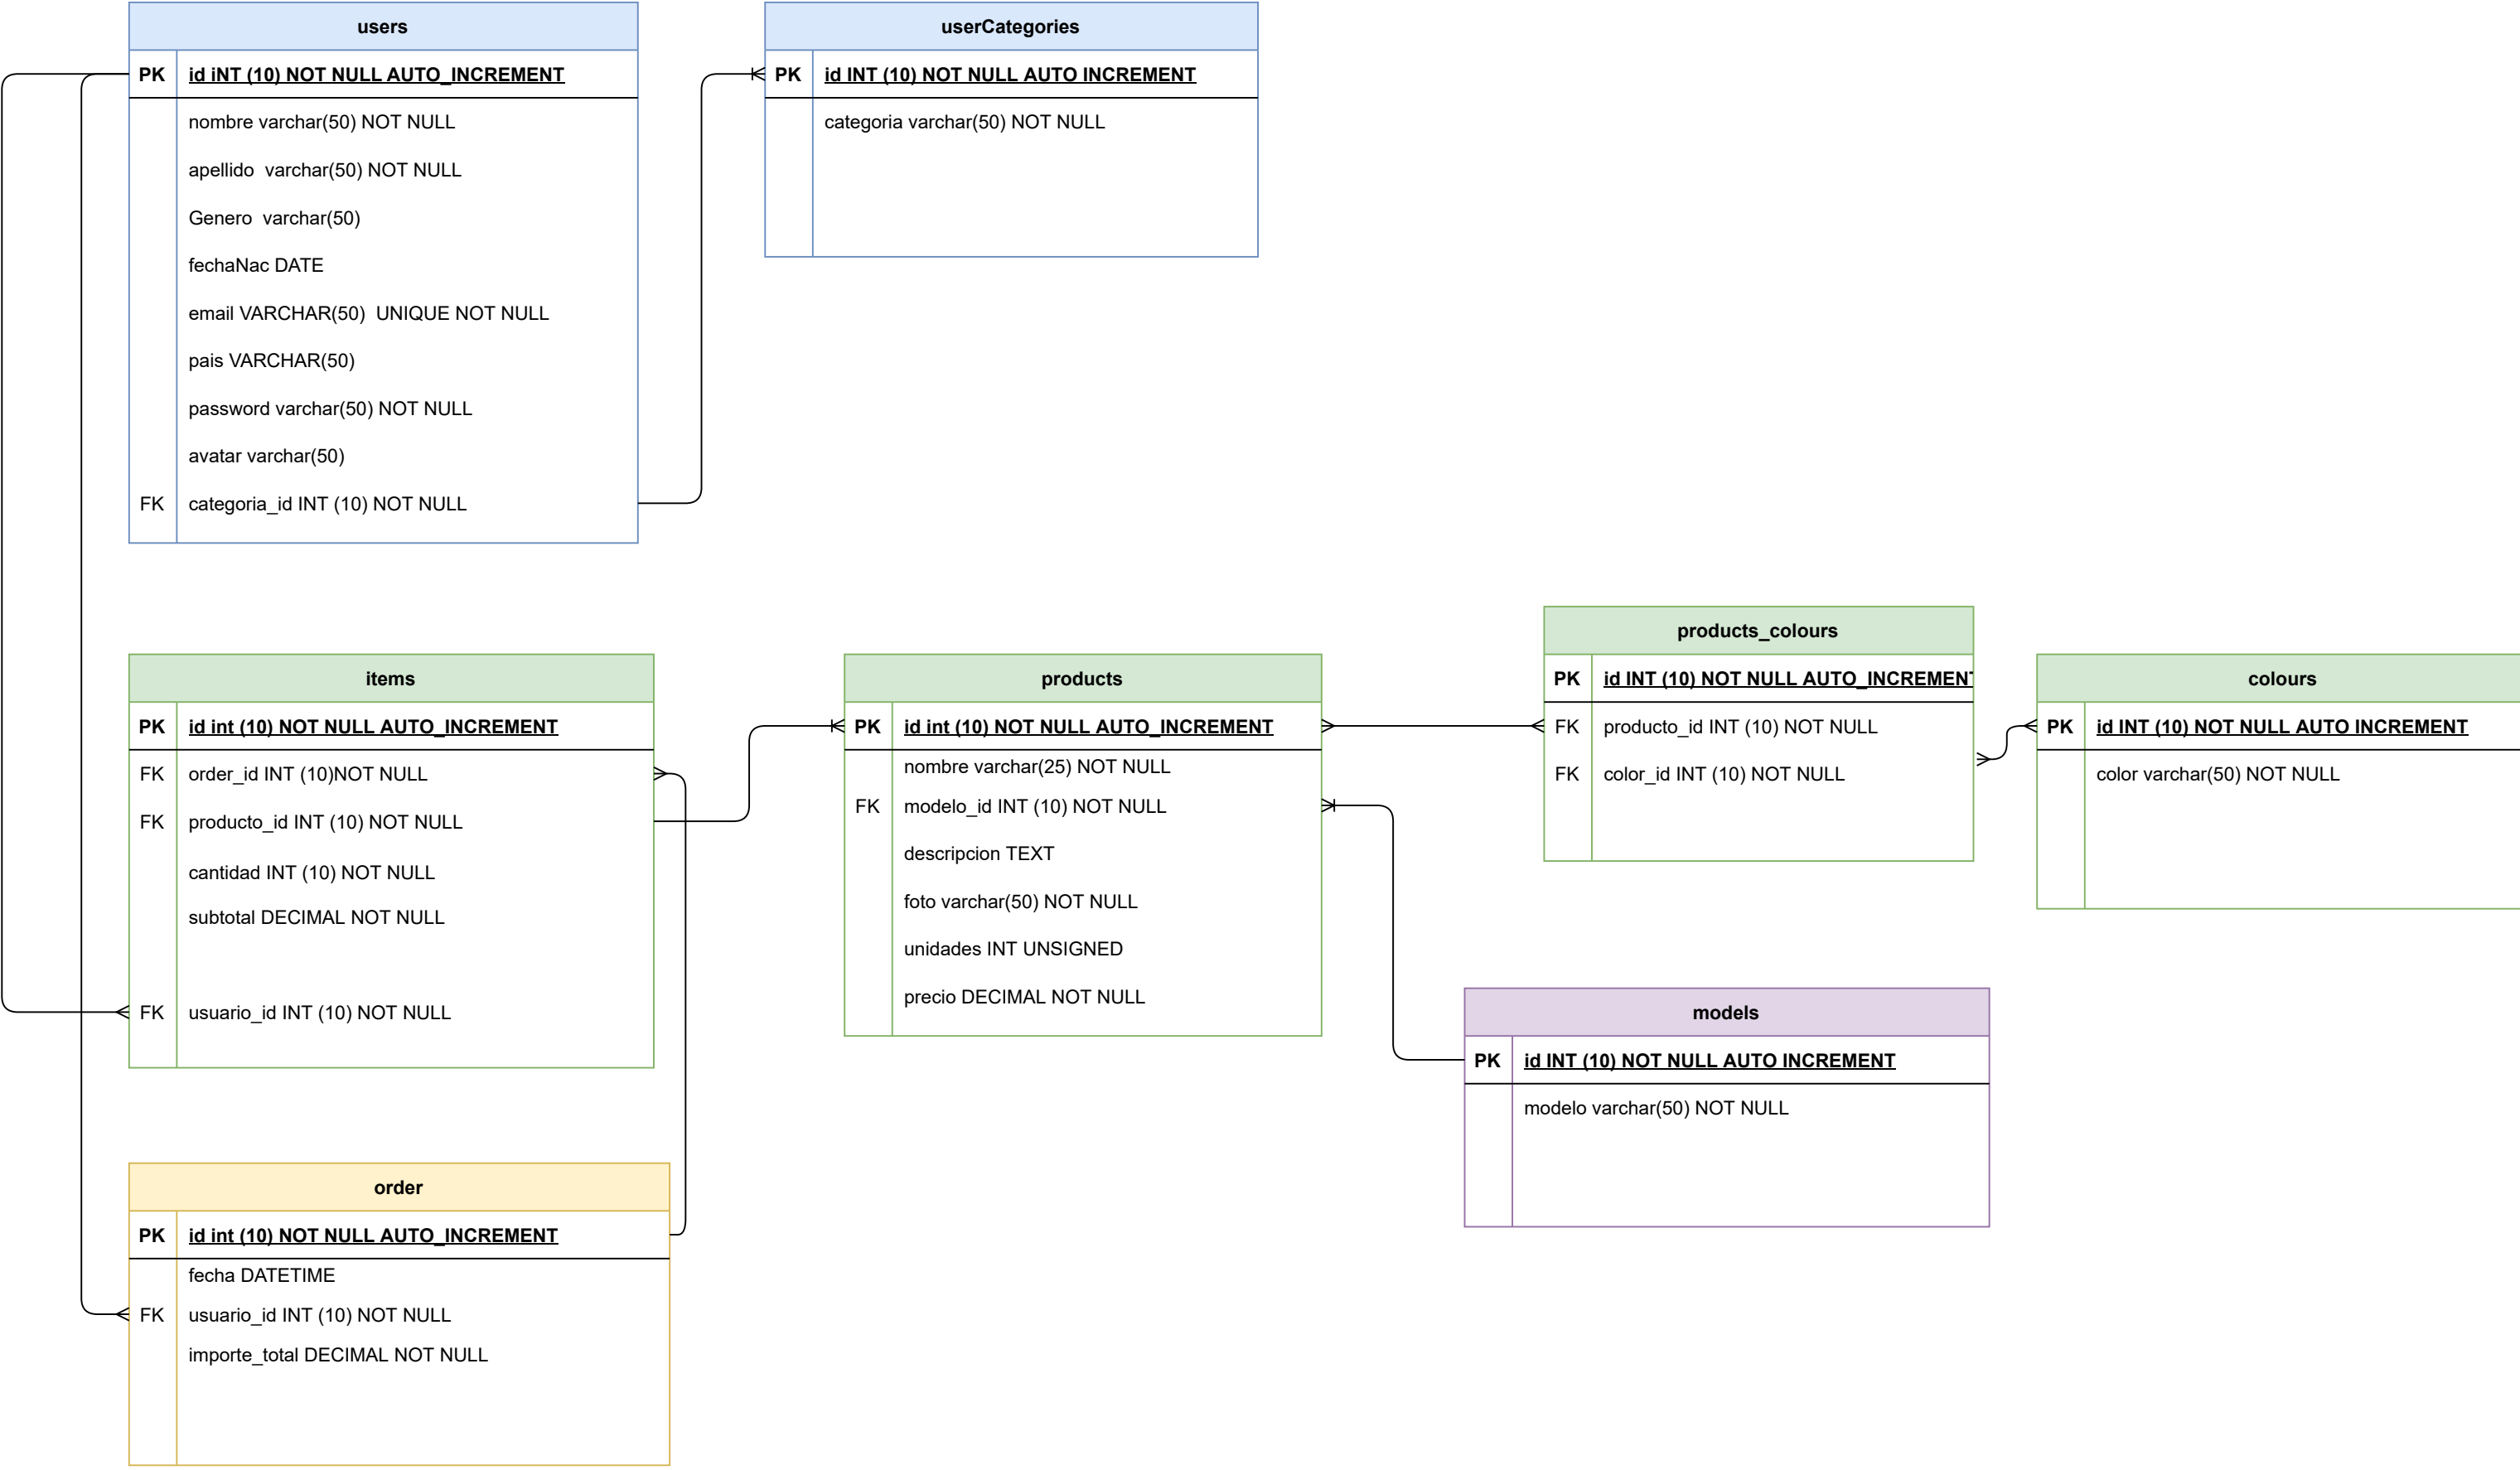 users
PK id iNT (10) NOT NULL AUTO_INCREMENT
nombre varchar(50) NOT NULL
apellido  varchar(50) NOT NULL
Genero  varchar(50)
fechaNac DATE
email VARCHAR(50)  UNIQUE NOT NULL
pais VARCHAR(50)
password varchar(50) NOT NULL
avatar varchar(50)
FK categoria_id INT (10) NOT NULL
userCategories
PK id INT (10) NOT NULL AUTO INCREMENT
categoria varchar(50) NOT NULL
items
PK id int (10) NOT NULL AUTO_INCREMENT
FK order_id INT (10)NOT NULL
FK producto_id INT (10) NOT NULL
cantidad INT (10) NOT NULL
subtotal DECIMAL NOT NULL
FK usuario_id INT (10) NOT NULL
products
PK id int (10) NOT NULL AUTO_INCREMENT
nombre varchar(25) NOT NULL
FK modelo_id INT (10) NOT NULL
descripcion TEXT
foto varchar(50) NOT NULL
unidades INT UNSIGNED
precio DECIMAL NOT NULL
products_colours
PK id INT (10) NOT NULL AUTO_INCREMENT
FK producto_id INT (10) NOT NULL
FK color_id INT (10) NOT NULL
colours
PK id INT (10) NOT NULL AUTO INCREMENT
color varchar(50) NOT NULL
models
PK id INT (10) NOT NULL AUTO INCREMENT
modelo varchar(50) NOT NULL
order
PK id int (10) NOT NULL AUTO_INCREMENT
fecha DATETIME
FK usuario_id INT (10) NOT NULL
importe_total DECIMAL NOT NULL